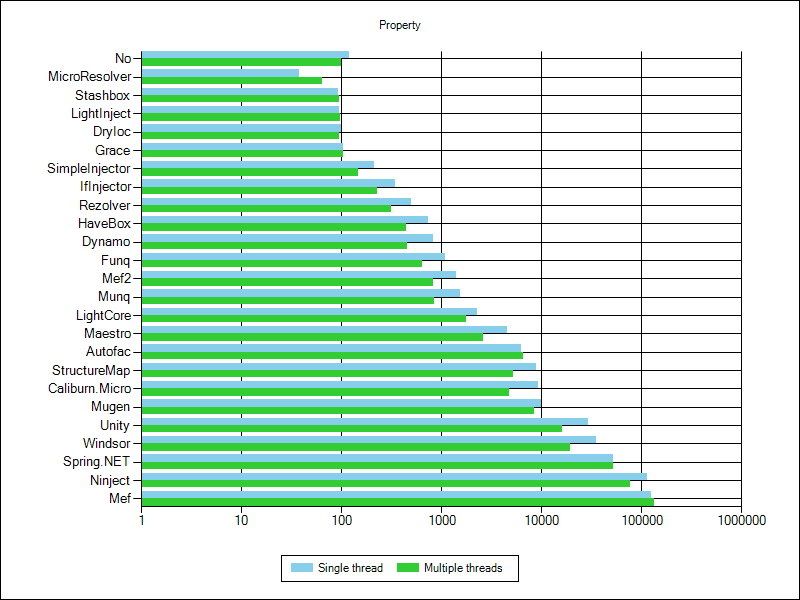 Property
No
MicroResolver
Stashbox
LightInject
DryIoc
Grace
SimpleInjector
IfInjector
Rezolver
HaveBox
Dynamo
Funq
Mef2
Munq
LightCore
Maestro
Autofac
StructureMap
Caliburn.Micro
Mugen
Unity
Windsor
Spring.NET
Ninject
Mef
1 10 100 1000 10000 100000 1000000
Single thread Multiple threads